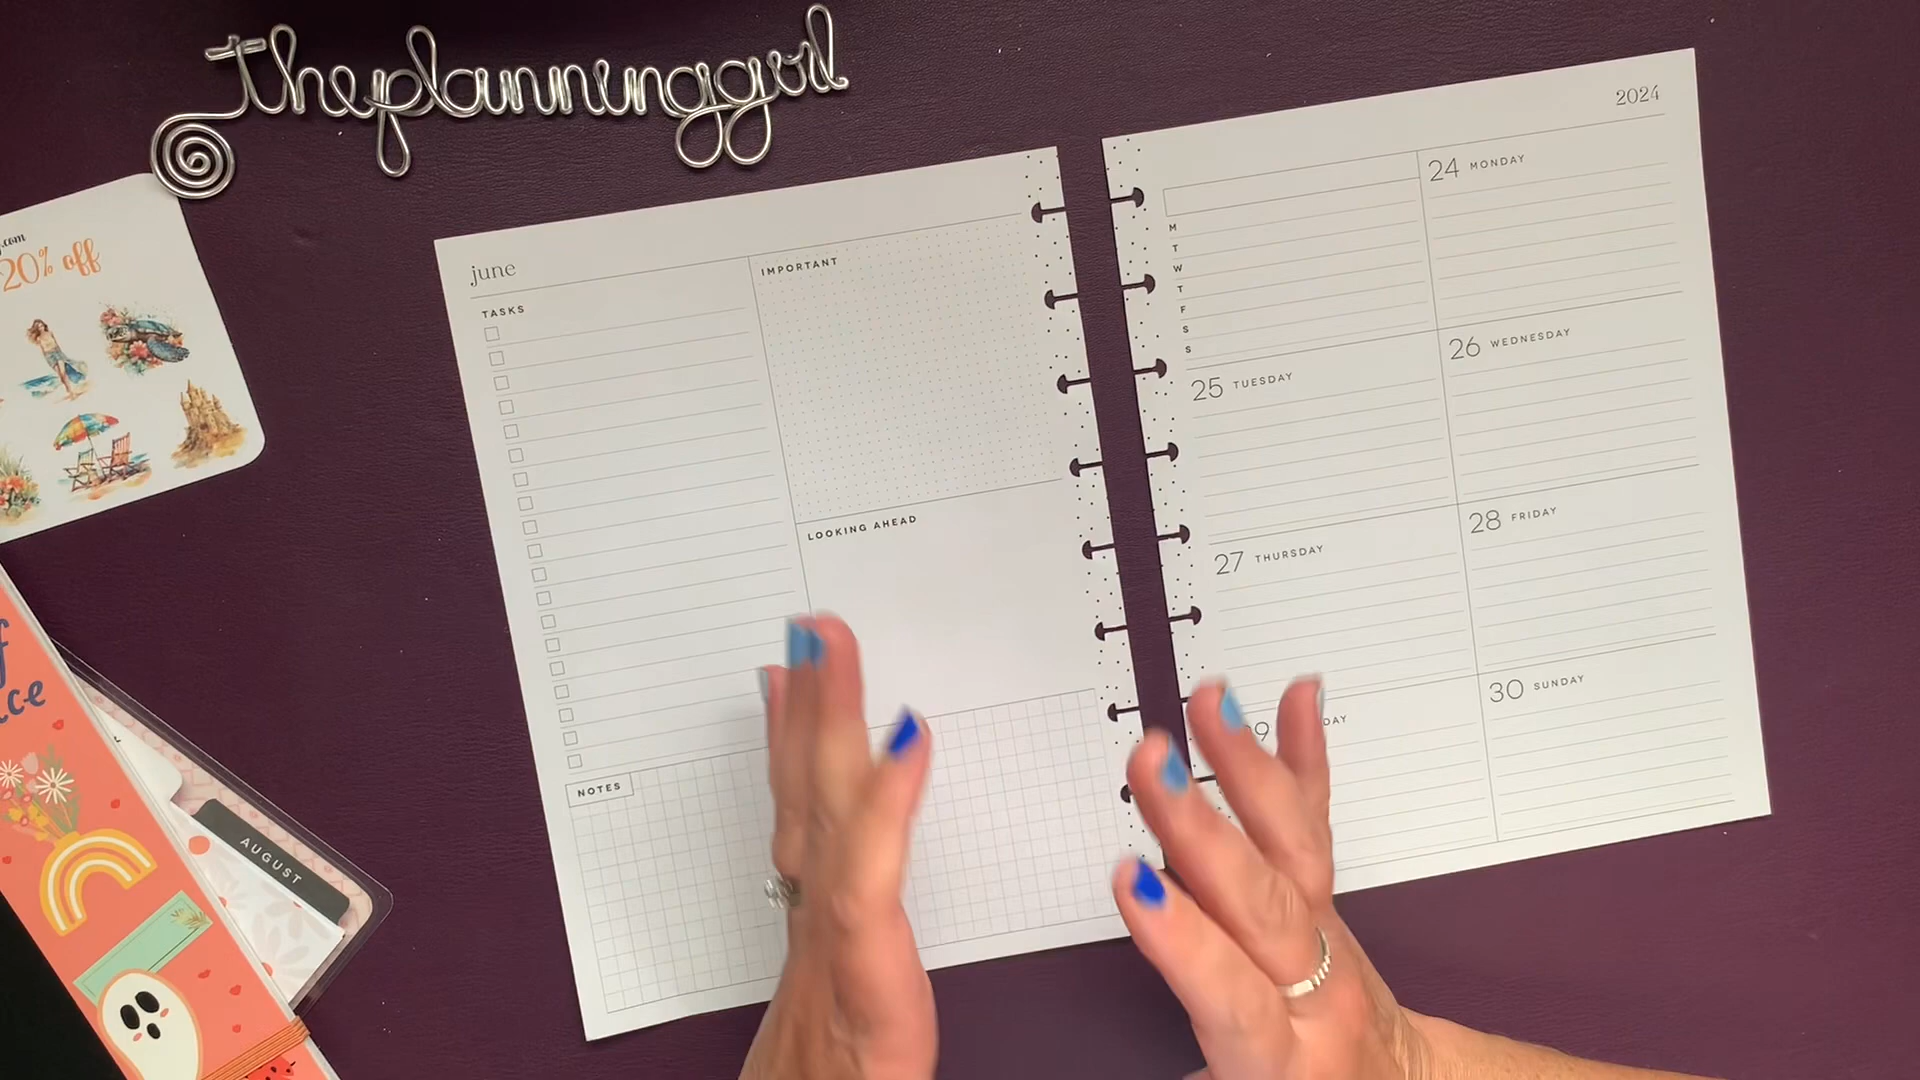 theplanninggirl
.com
20% off
june
TASKS
IMPORTANT
LOOKING AHEAD
NOTES
2024
M
T
W
T
F
S
S
24 MONDAY
25 TUESDAY
26 WEDNESDAY
27 THURSDAY
28 FRIDAY
DAY
30 SUNDAY
AUGUST